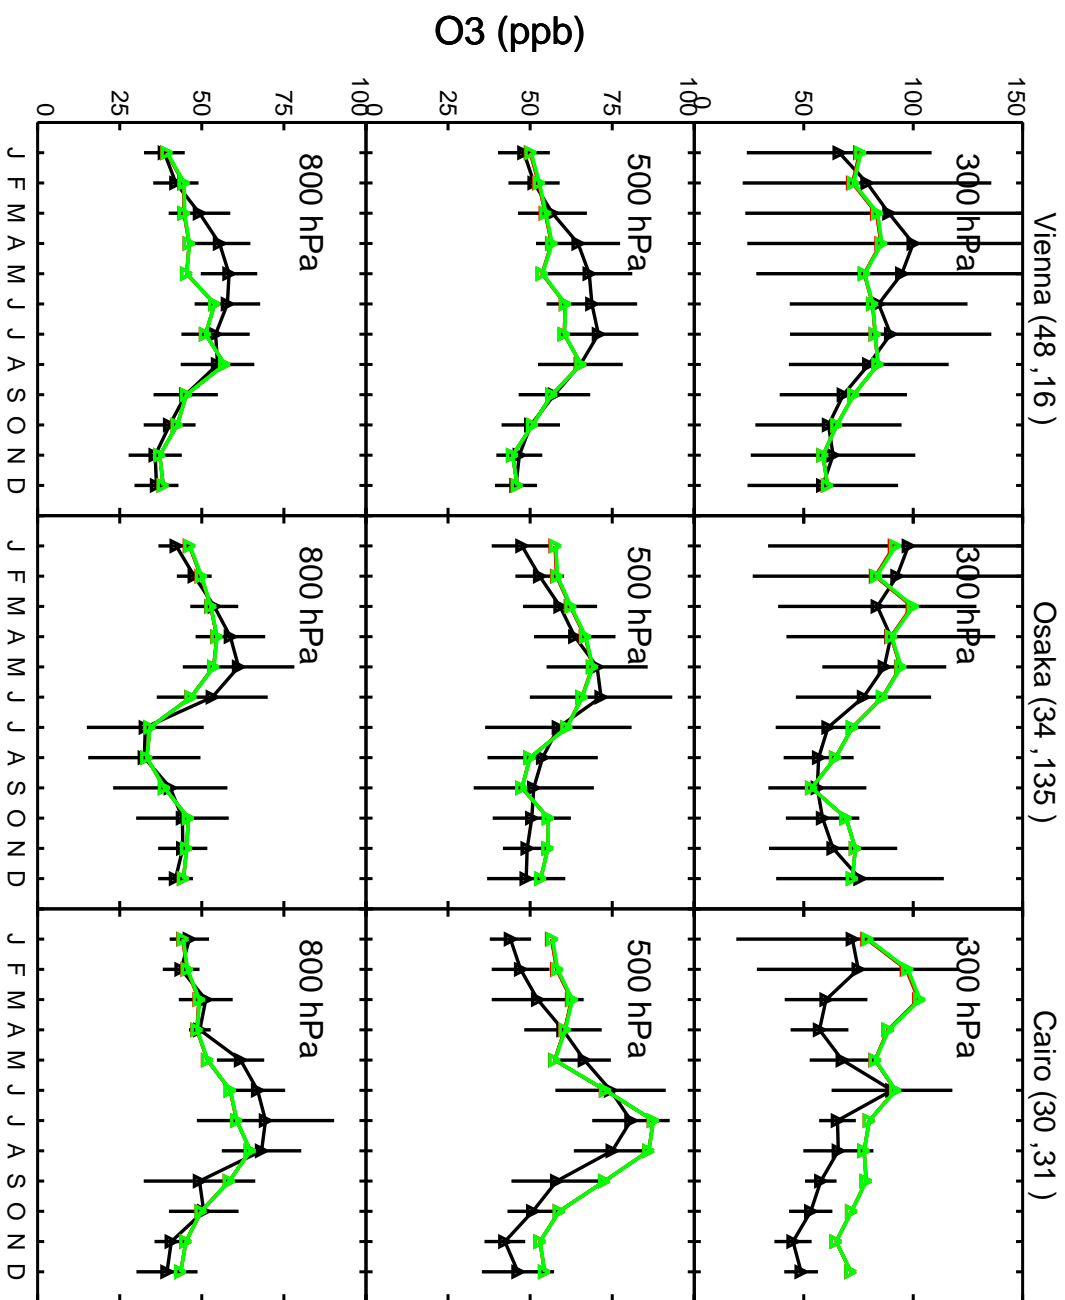 O3 (ppb)
Vienna (48 ,16 )
Osaka (34 ,135 )
Cairo (30 ,31 )
150
100
50
0
300 hPa
300 hPa
300 hPa
100
75
50
25
0
500 hPa
500 hPa
500 hPa
100
75
50
25
0
800 hPa
800 hPa
800 hPa
J F M A M J J A S O N D
J F M A M J J A S O N D
J F M A M J J A S O N D